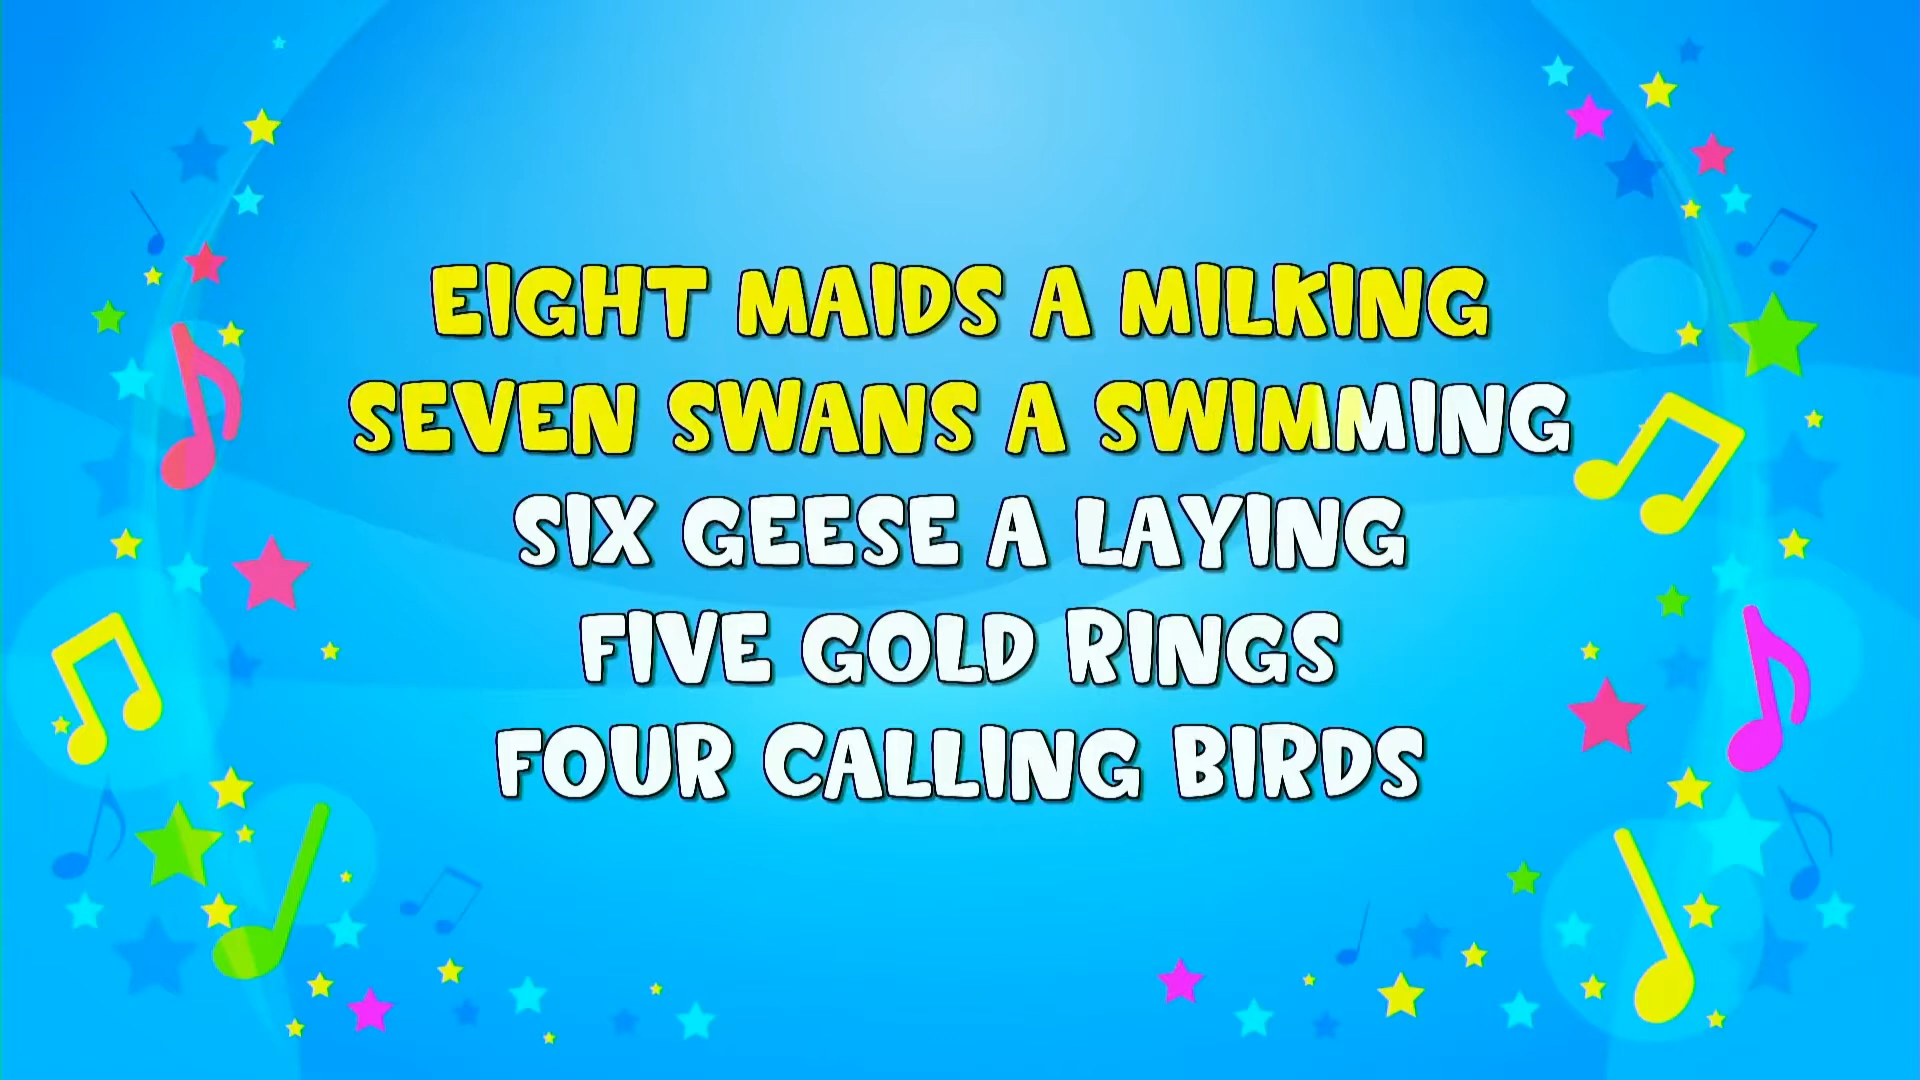 EIGHT MAIDS A MILKING
SEVEN SWANS A SWIMMING
SIX GEESE A LAYING
FIVE GOLD RINGS
FOUR CALLING BIRDS